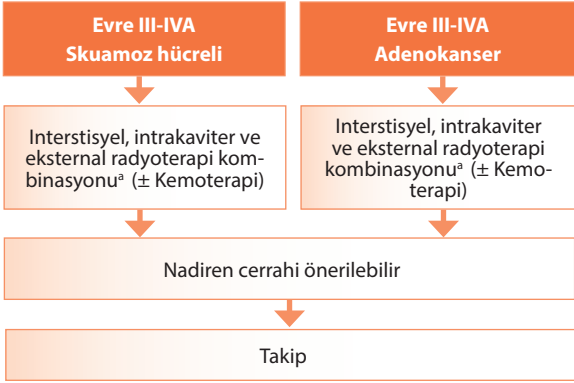 Evre III-IVA
Skuamoz hücreli
Evre III-IVA
Adenokanser
Interstisyel, intrakaviter ve
eksternal radyoterapi kom-
binasyonuᵃ (± Kemoterapi)
Interstisyel, intrakaviter
ve eksternal radyoterapi
kombinasyonuᵃ (± Kemo-
terapi)
Nadiren cerrahi önerilebilir
Takip